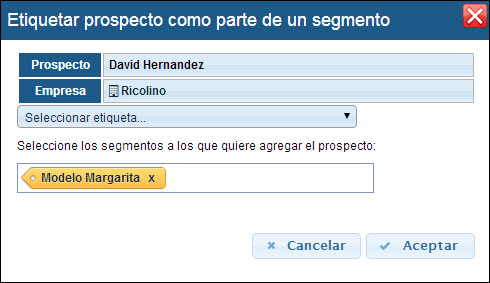 Etiquetar prospecto como parte de un segmento
Prospecto David Hernandez
Empresa Ricolino
Seleccionar etiqueta...
Seleccione los segmentos a los que quiere agregar el prospecto:
Modelo Margarita x
Cancelar Aceptar